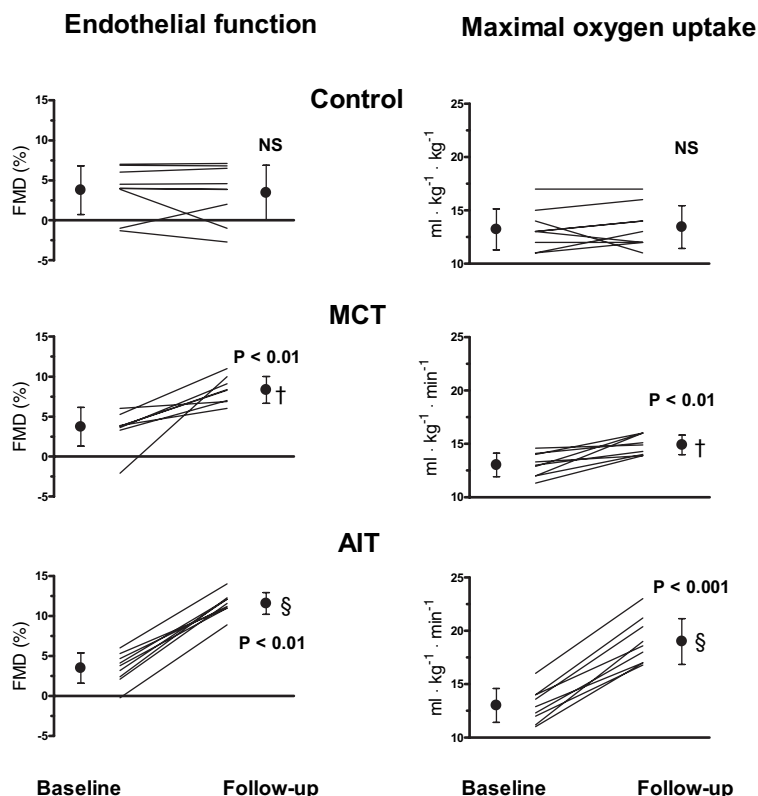 Endothelial function
Maximal oxygen uptake
Control
15
10
5
0
-5
FMD (%)
NS
25
20
15
10
ml · kg⁻¹ · kg⁻¹
NS
MCT
15
10
5
0
-5
FMD (%)
P < 0.01
†
25
20
15
10
ml · kg⁻¹ · min⁻¹
P < 0.01
†
AIT
15
10
5
0
-5
FMD (%)
§
P < 0.01
25
20
15
10
ml · kg⁻¹ · min⁻¹
P < 0.001
§
Baseline
Follow-up
Baseline
Follow-up